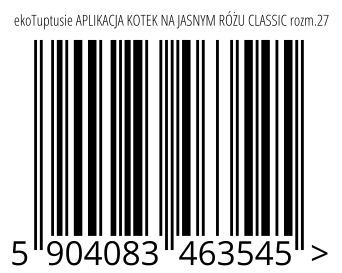 ekoTuptusie APLIKACJA KOTEK NA JASNYM RÓŻU CLASSIC rozm.27
5 904083 463545 >